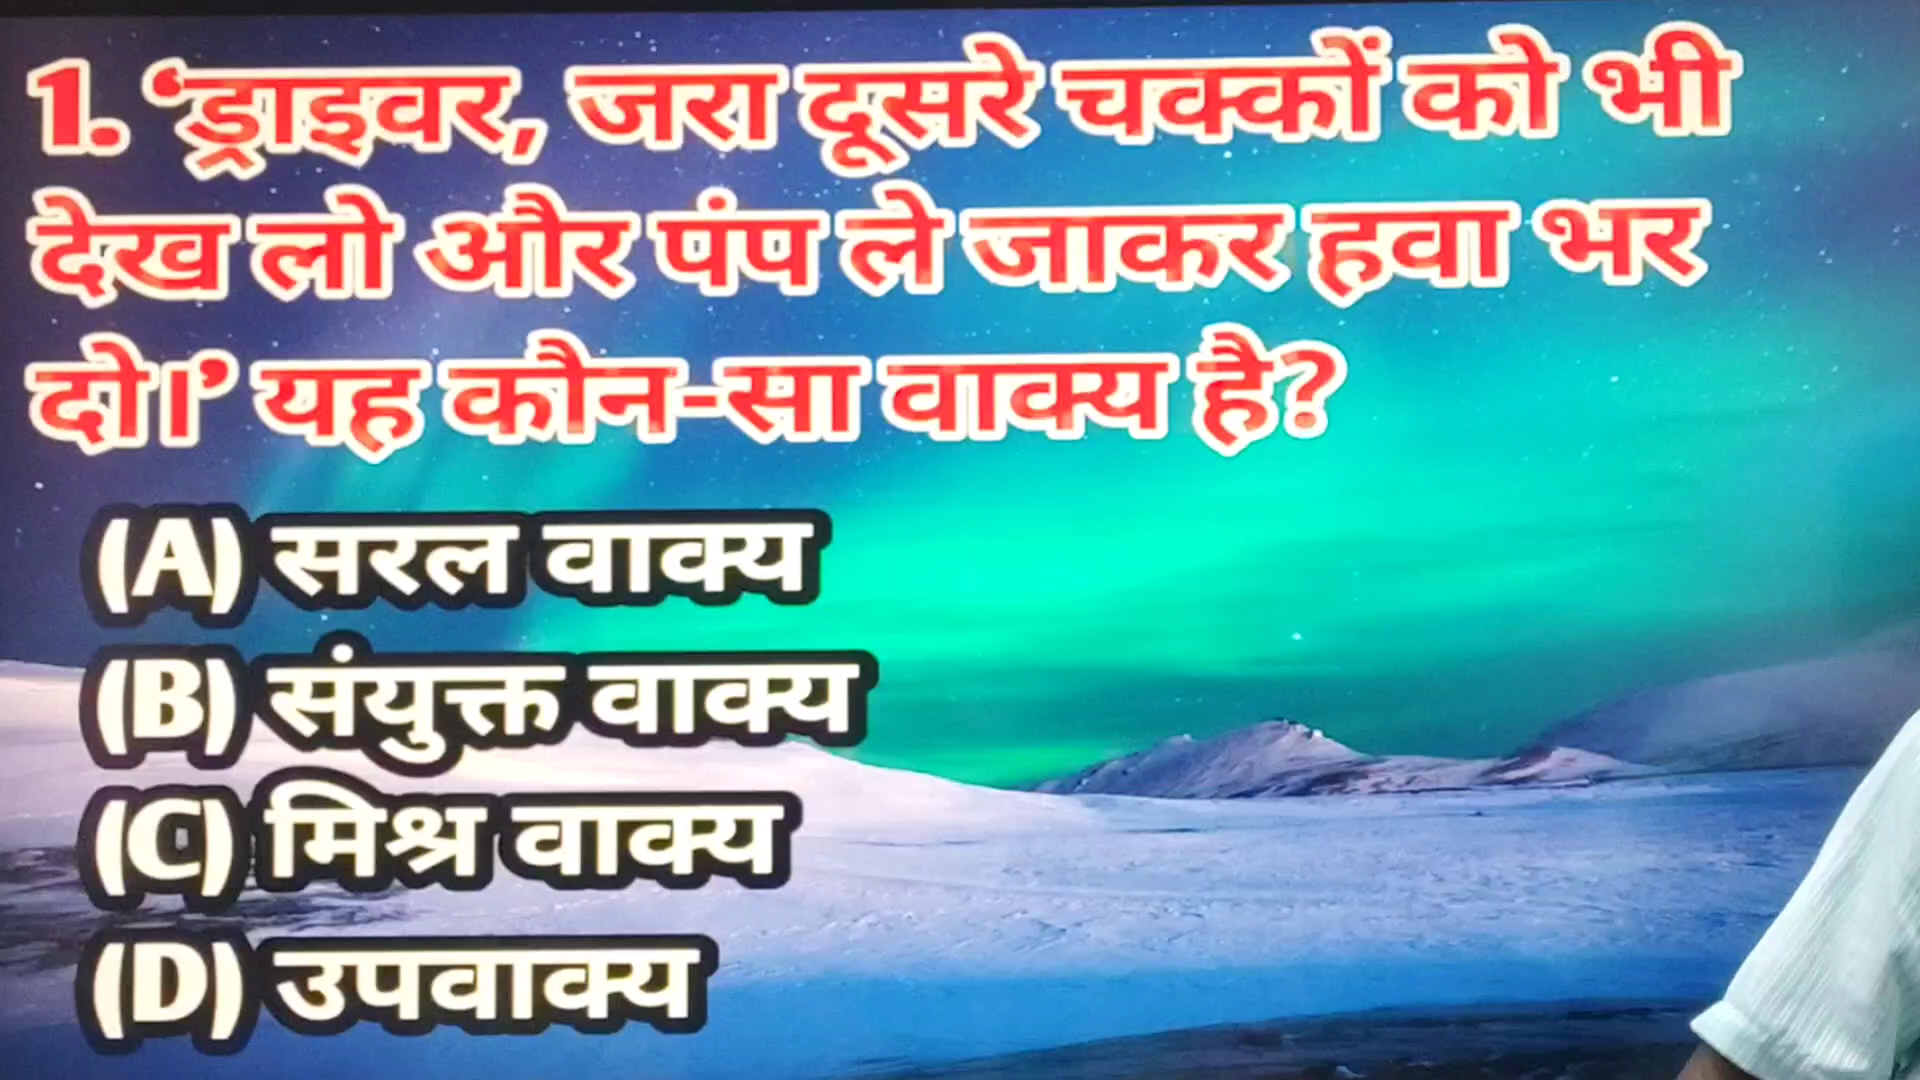 1. ‘ड्राइवर, जरा दूसरे चक्कों को भी
देख लो और पंप ले जाकर हवा भर
दो।’ यह कौन-सा वाक्य है?
(A) सरल वाक्य
(B) संयुक्त वाक्य
(C) मिश्र वाक्य
(D) उपवाक्य